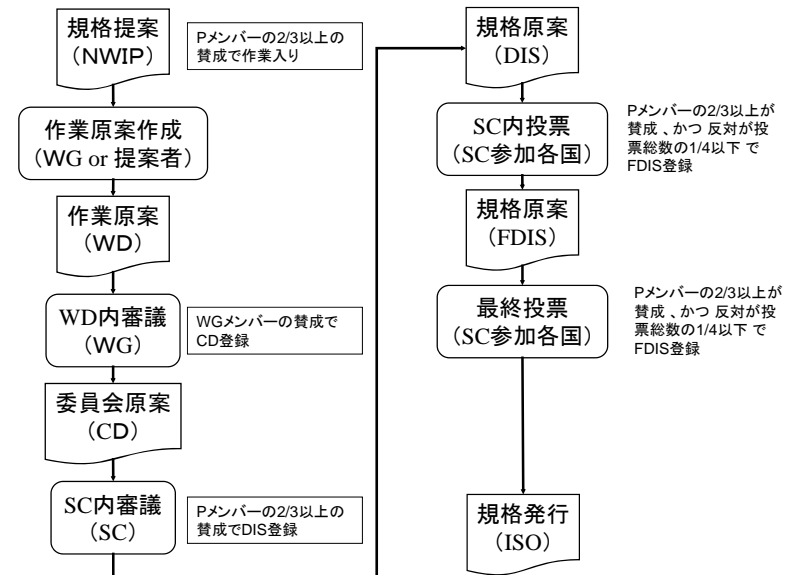 規格提案
（NWIP）
Pメンバーの2/3以上の
賛成で作業入り
作業原案作成
（WG or 提案者）
作業原案
（WD）
WD内審議
（WG）
WGメンバーの賛成で
CD登録
委員会原案
（CD）
SC内審議
（SC）
Pメンバーの2/3以上の
賛成でDIS登録
規格原案
（DIS）
SC内投票
（SC参加各国）
Pメンバーの2/3以上が
賛成 、かつ 反対が投
票総数の1/4以下 で
FDIS登録
規格原案
（FDIS）
最終投票
（SC参加各国）
Pメンバーの2/3以上が
賛成 、かつ 反対が投
票総数の1/4以下 で
FDIS登録
規格発行
（ISO）